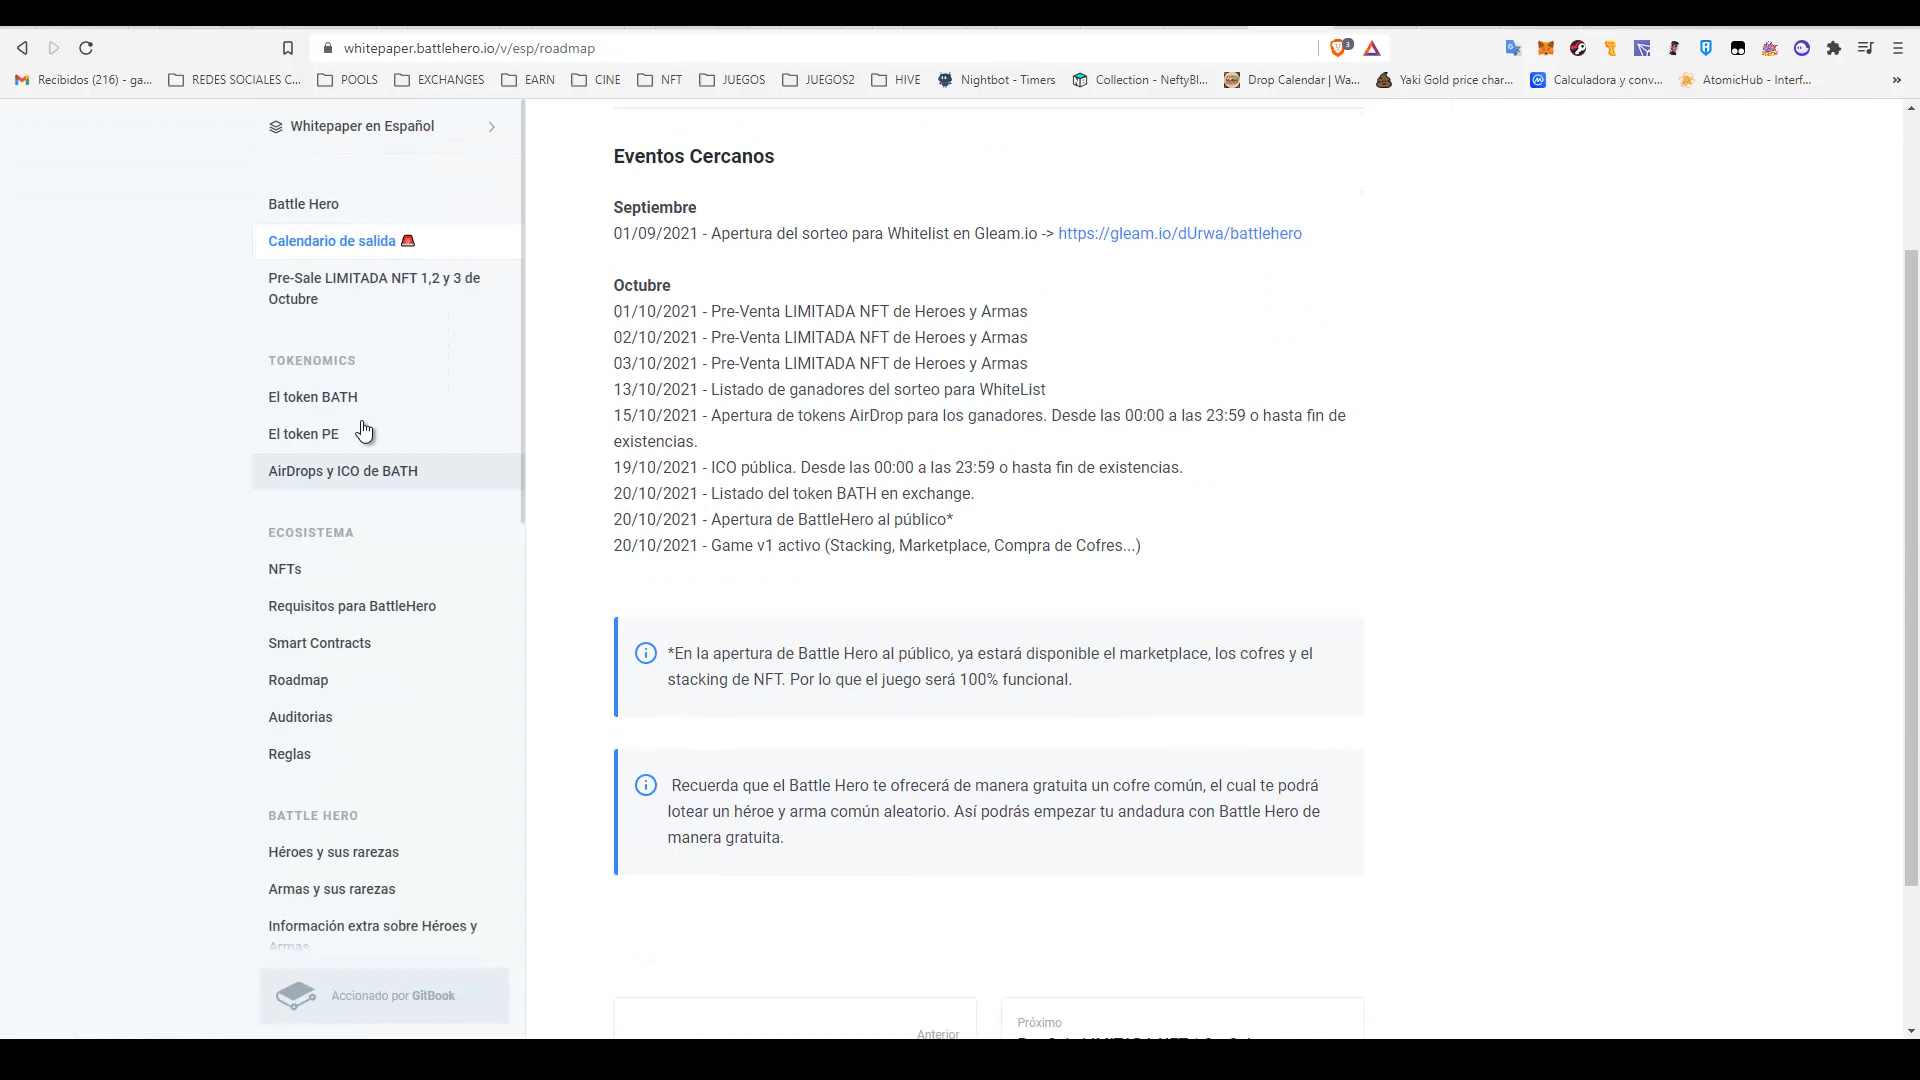 whitepaper.battlehero.io/v/esp/roadmap
3
Recibidos (216) - ga...
REDES SOCIALES C...
POOLS
EXCHANGES
EARN
CINE
NFT
JUEGOS
JUEGOS2
HIVE
Nightbot - Timers
Collection - NeftyBl...
Drop Calendar | Wa...
Yaki Gold price char...
Calculadora y conv...
AtomicHub - Interf...
»
Whitepaper en Español
Battle Hero
Calendario de salida
Pre-Sale LIMITADA NFT 1,2 y 3 de
Octubre
TOKENOMICS
El token BATH
El token PE
AirDrops y ICO de BATH
ECOSISTEMA
NFTs
Requisitos para BattleHero
Smart Contracts
Roadmap
Auditorias
Reglas
BATTLE HERO
Héroes y sus rarezas
Armas y sus rarezas
Información extra sobre Héroes y
Armas
Accionado por GitBook
Eventos Cercanos
Septiembre
01/09/2021 - Apertura del sorteo para Whitelist en Gleam.io -> https://gleam.io/dUrwa/battlehero
Octubre
01/10/2021 - Pre-Venta LIMITADA NFT de Heroes y Armas
02/10/2021 - Pre-Venta LIMITADA NFT de Heroes y Armas
03/10/2021 - Pre-Venta LIMITADA NFT de Heroes y Armas
13/10/2021 - Listado de ganadores del sorteo para WhiteList
15/10/2021 - Apertura de tokens AirDrop para los ganadores. Desde las 00:00 a las 23:59 o hasta fin de
existencias.
19/10/2021 - ICO pública. Desde las 00:00 a las 23:59 o hasta fin de existencias.
20/10/2021 - Listado del token BATH en exchange.
20/10/2021 - Apertura de BattleHero al público*
20/10/2021 - Game v1 activo (Stacking, Marketplace, Compra de Cofres...)
*En la apertura de Battle Hero al público, ya estará disponible el marketplace, los cofres y el
stacking de NFT. Por lo que el juego será 100% funcional.
Recuerda que el Battle Hero te ofrecerá de manera gratuita un cofre común, el cual te podrá
lotear un héroe y arma común aleatorio. Así podrás empezar tu andadura con Battle Hero de
manera gratuita.
Anterior
Próximo